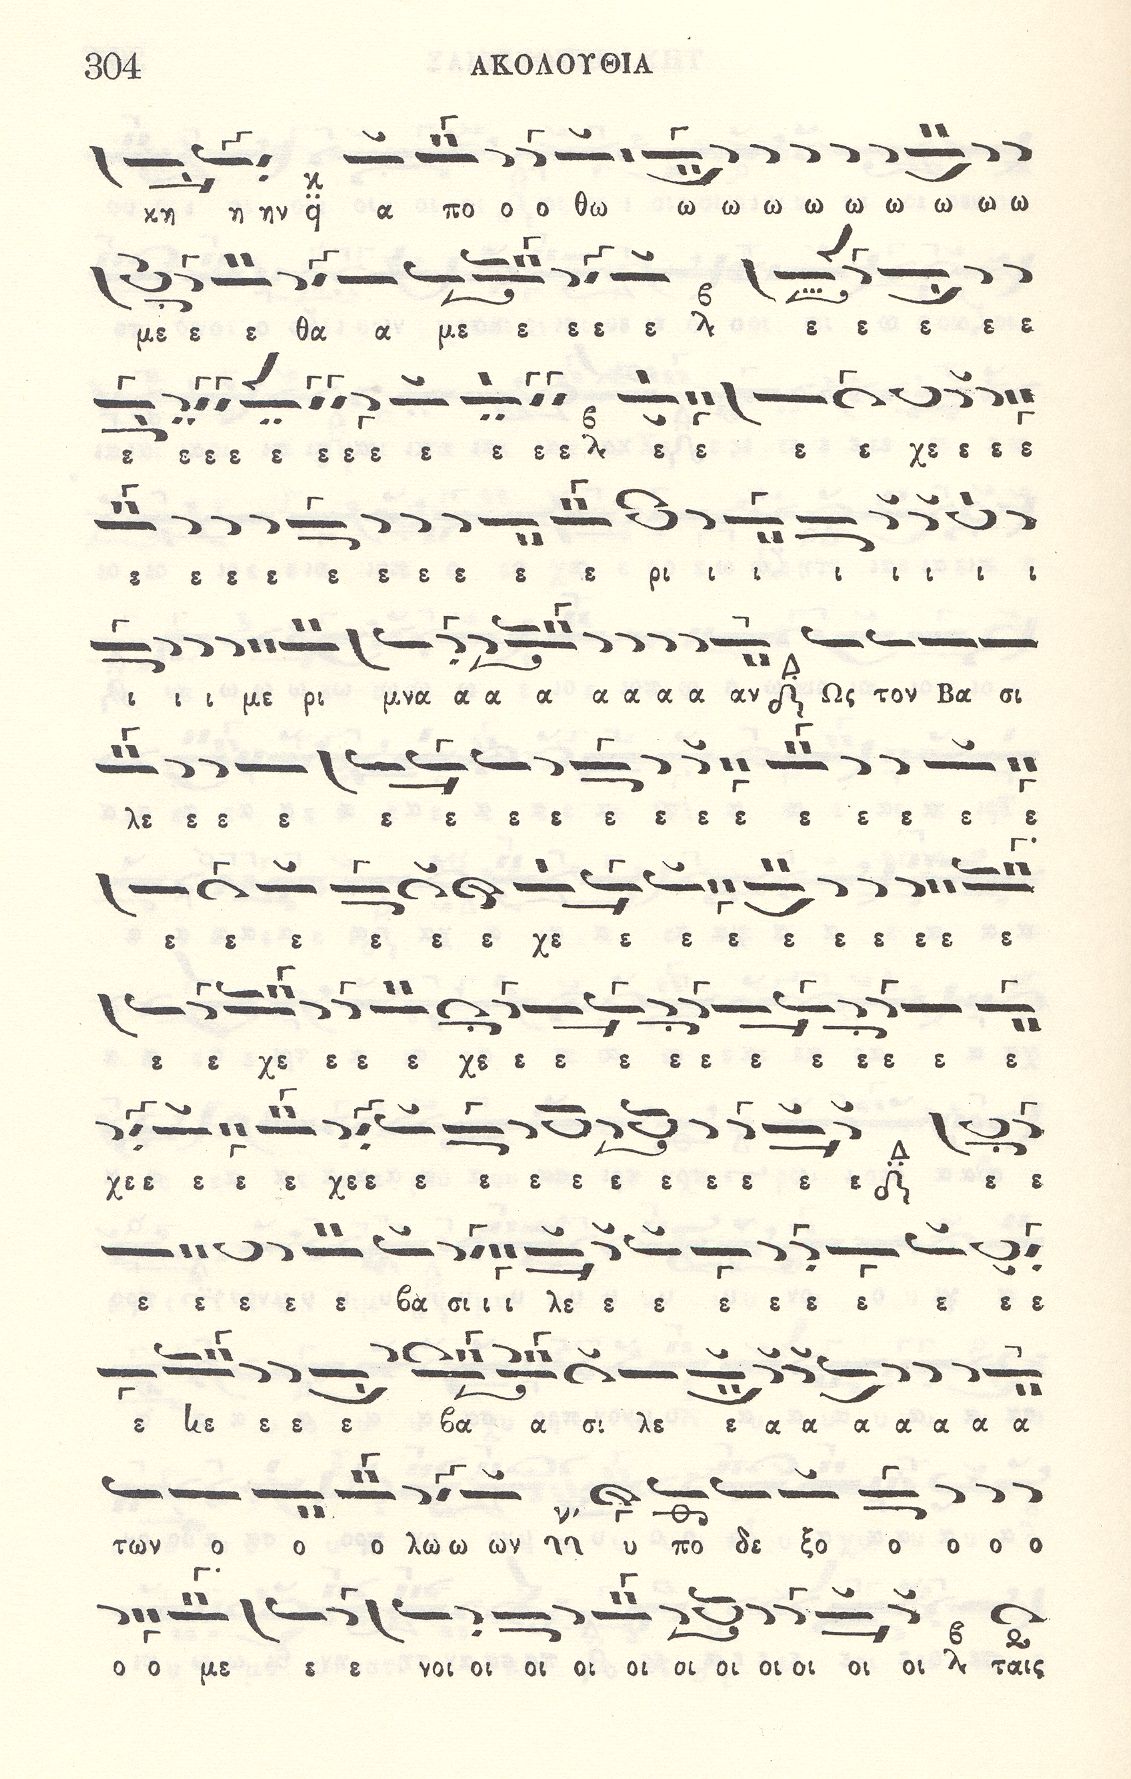 304 ΑΚΟΛΟΥΘΙΑ
κη η ην α πο ο ο θω ω ω ω ω ω ω ω ω ω
με ε ε θα α με ε ε ε ε ε ε ε ε ε
ε ε ε ε ε ε ε ε ε ε ε ε ε ε ε ε χε ε ε ε
ε ε ε ε ε ε ε ε ε ε ρι ι ι ι ι ι ι ι
ι ι ι με ρι μνα α α α α α α α αν Ως τον Βα σι
λε ε ε ε ε ε ε ε ε ε ε ε ε ε ε ε ε
ε ε ε ε ε ε χε ε ε ε ε ε ε ε ε ε
ε ε χε ε ε ε χε ε ε ε ε ε ε ε ε ε ε ε
χε ε ε ε ε ε χε ε ε ε ε ε ε ε ε ε ε ε ε ε ε
ε ε ε ε ε βα σι ι ι λε ε ε ε ε ε ε ε ε ε
ε με ε ε ε βα α σι λε ε α α α α α α α
των ο ο ο λω ω ων υ πο δε ξο ο ο ο ο
ο ο με ε ε νοι οι οι οι οι οι οι οι οι οι οι ταις